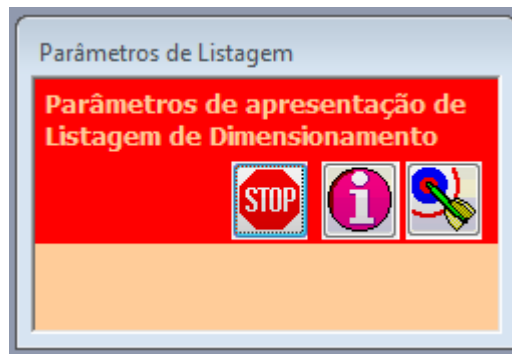 Parâmetros de Listagem
Parâmetros de apresentação de
Listagem de Dimensionamento
STOP
i